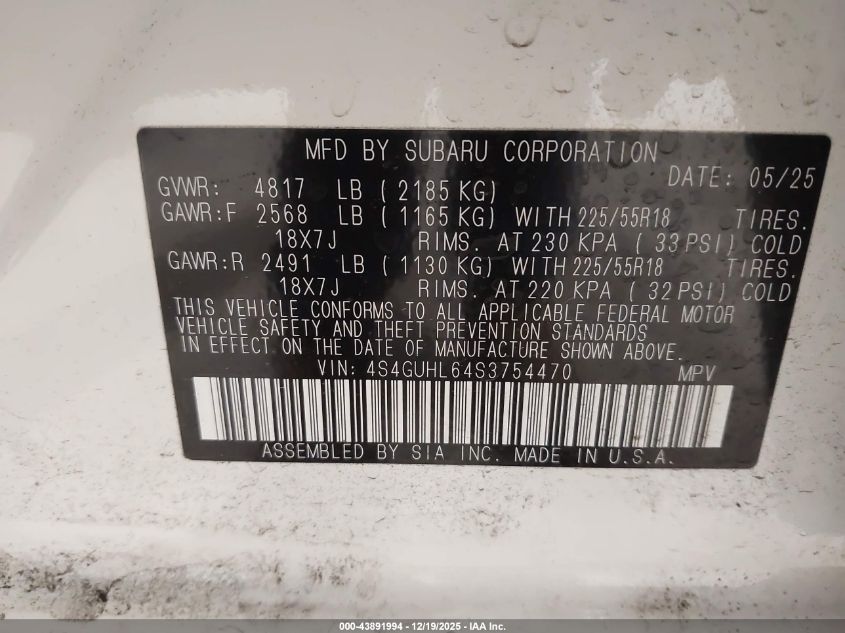 MFD BY SUBARU CORPORATION
DATE: 05/25
GVWR: 4817 LB ( 2185 KG)
GAWR:F 2568 LB ( 1165 KG) WITH 225/55R18 TIRES.
18X7J RIMS. AT 230 KPA ( 33 PSI) COLD
GAWR:R 2491 LB ( 1130 KG) WITH 225/55R18 TIRES.
18X7J RIMS. AT 220 KPA ( 32 PSI) COLD
THIS VEHICLE CONFORMS TO ALL APPLICABLE FEDERAL MOTOR
VEHICLE SAFETY AND THEFT PREVENTION STANDARDS
IN EFFECT ON THE DATE OF MANUFACTURE SHOWN ABOVE.
VIN: 4S4GUHL64S3754470 MPV
ASSEMBLED BY SIA INC. MADE IN U.S.A.
000-43891994 - 12/19/2025 - IAA Inc.